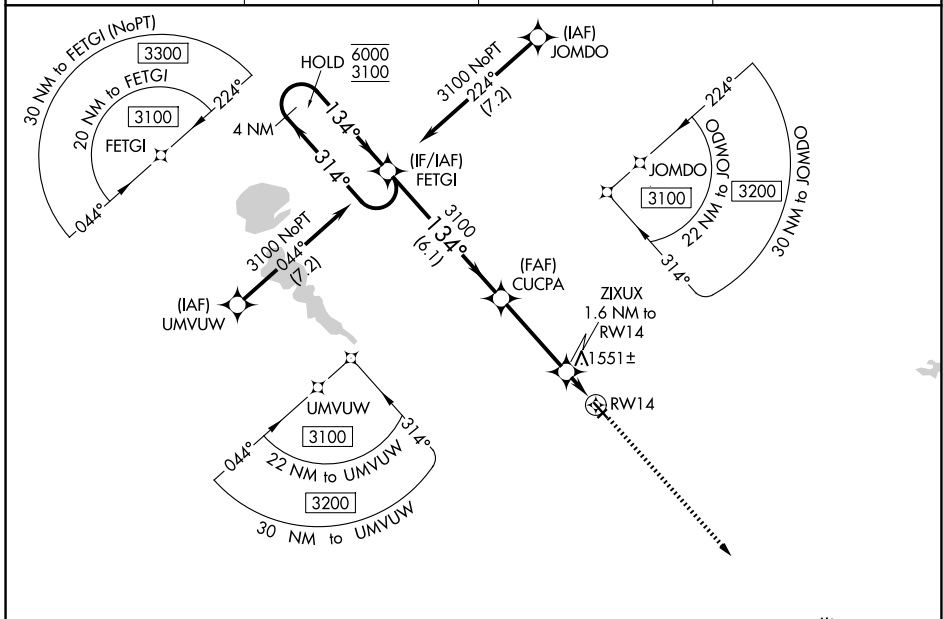 30 NM to FETGI (NoPT)
3300
20 NM to FETGI
3100
FETGI
224°
044°
HOLD 6000
3100
4 NM
134°
314°
(IF/IAF)
FETGI
(IAF)
JOMDO
3100 NoPT
224°
(7.2)
3100 NoPT
044°
(7.2)
(IAF)
UMVUW
3100
134°
(6.1)
(FAF)
CUCPA
ZIXUX
1.6 NM to
RW14
1551±
RW14
224°
JOMDO
3100
22 NM to JOMDO
3200
30 NM to JOMDO
314°
UMVUW
3100
044°
314°
22 NM to UMVUW
3200
30 NM to UMVUW